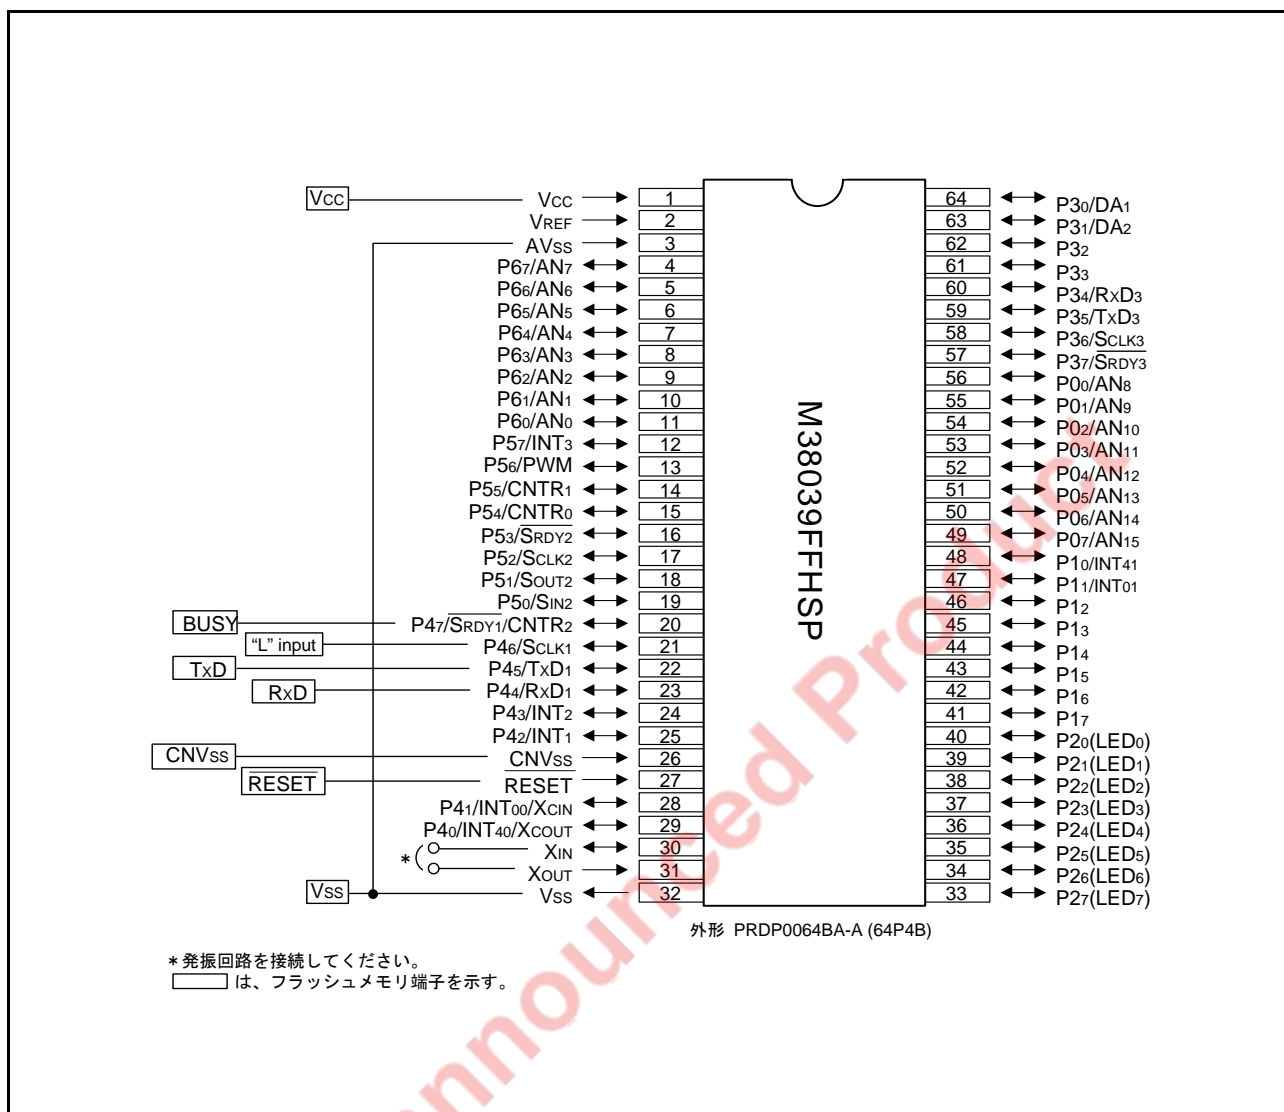 Vcc VCC 1
VREF 2
AVSS 3
P67/AN7 4
P66/AN6 5
P65/AN5 6
P64/AN4 7
P63/AN3 8
P62/AN2 9
P61/AN1 10
P60/AN0 11
P57/INT3 12
P56/PWM 13
P55/CNTR1 14
P54/CNTR0 15
P53/SRDY2 16
P52/SCLK2 17
P51/SOUT2 18
P50/SIN2 19
BUSY P47/SRDY1/CNTR2 20
“L” input P46/SCLK1 21
TxD P45/TxD1 22
RxD P44/RxD1 23
P43/INT2 24
P42/INT1 25
CNVss CNVSS 26
RESET RESET 27
P41/INT00/XCIN 28
P40/INT40/XCOUT 29
* XIN 30
XOUT 31
Vss VSS 32
M38039FFHSP
64 P30/DA1
63 P31/DA2
62 P32
61 P33
60 P34/RxD3
59 P35/TxD3
58 P36/SCLK3
57 P37/SRDY3
56 P00/AN8
55 P01/AN9
54 P02/AN10
53 P03/AN11
52 P04/AN12
51 P05/AN13
50 P06/AN14
49 P07/AN15
48 P10/INT41
47 P11/INT01
46 P12
45 P13
44 P14
43 P15
42 P16
41 P17
40 P20(LED0)
39 P21(LED1)
38 P22(LED2)
37 P23(LED3)
36 P24(LED4)
35 P25(LED5)
34 P26(LED6)
33 P27(LED7)
外形 PRDP0064BA-A (64P4B)
*発振回路を接続してください。
は、フラッシュメモリ端子を示す。
nnounced Product